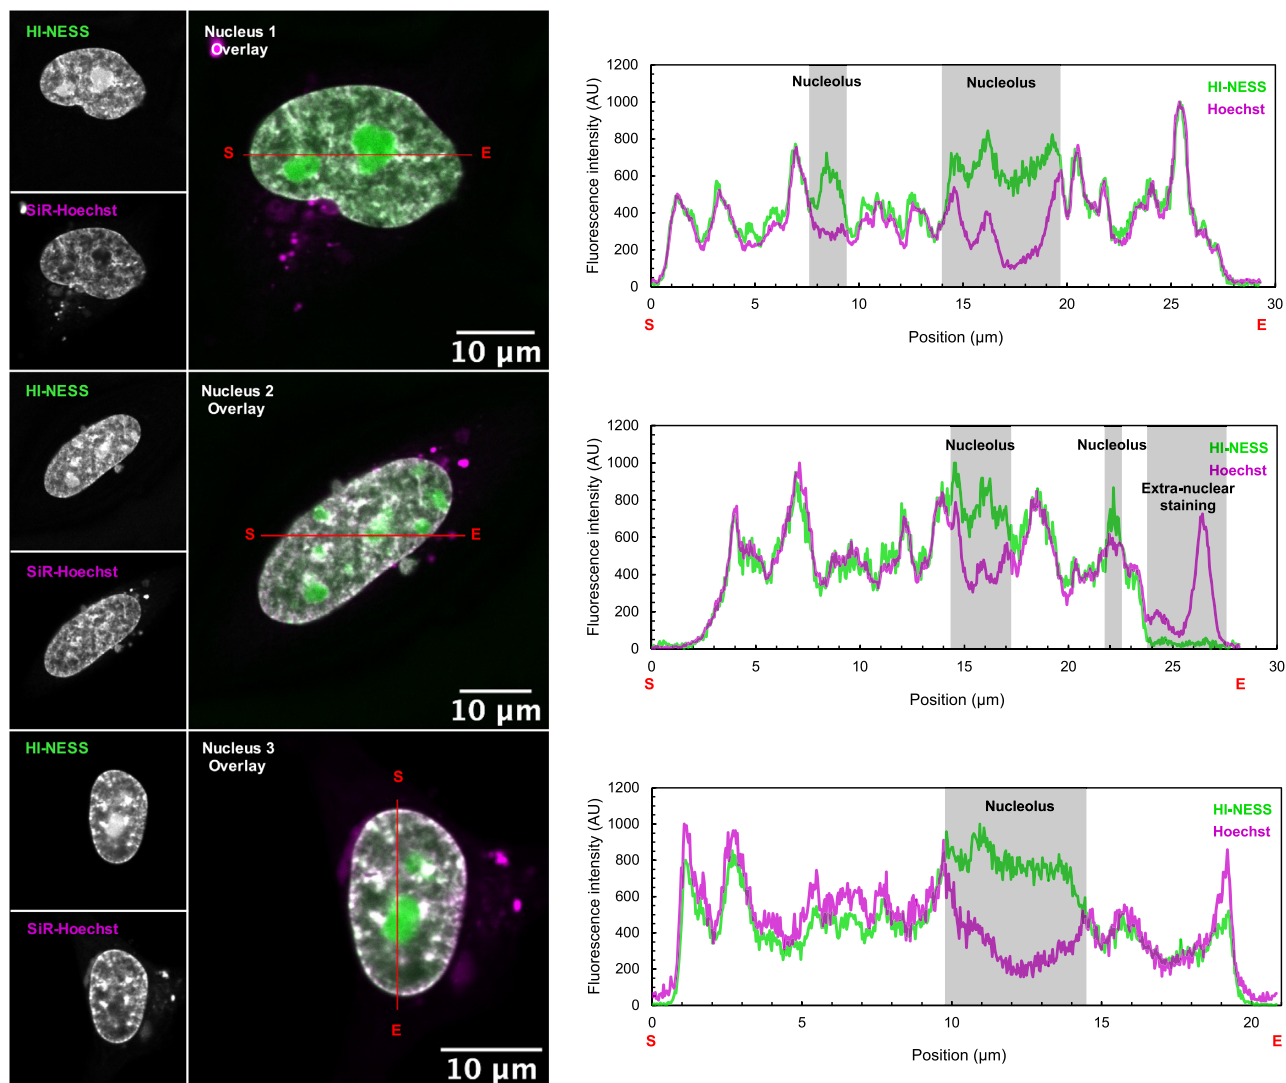 HI-NESS
Nucleus 1
Overlay
S
E
SiR-Hoechst
10 µm
HI-NESS
Nucleus 2
Overlay
S
E
SiR-Hoechst
10 µm
HI-NESS
Nucleus 3
Overlay
S
E
SiR-Hoechst
10 µm
Fluorescence intensity (AU)
1200
1000
800
600
400
200
0
Nucleolus
Nucleolus
HI-NESS
Hoechst
0 5 10 15 20 25 30
S
E
Position (µm)
Fluorescence intensity (AU)
1200
1000
800
600
400
200
0
Nucleolus
Nucleolus
HI-NESS
Hoechst
Extra-nuclear
staining
0 5 10 15 20 25 30
S
E
Position (µm)
Fluorescence intensity (AU)
1200
1000
800
600
400
200
0
Nucleolus
HI-NESS
Hoechst
0 5 10 15 20
S
E
Position (µm)